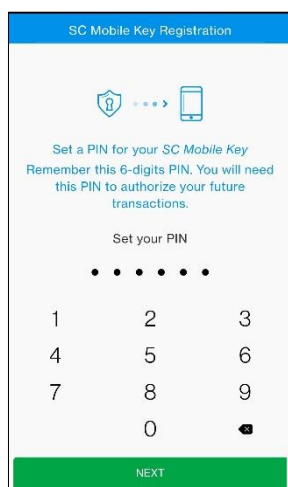 SC Mobile Key Registration
Set a PIN for your SC Mobile Key
Remember this 6-digits PIN. You will need
this PIN to authorize your future
transactions.
Set your PIN
1 2 3
4 5 6
7 8 9
0
NEXT